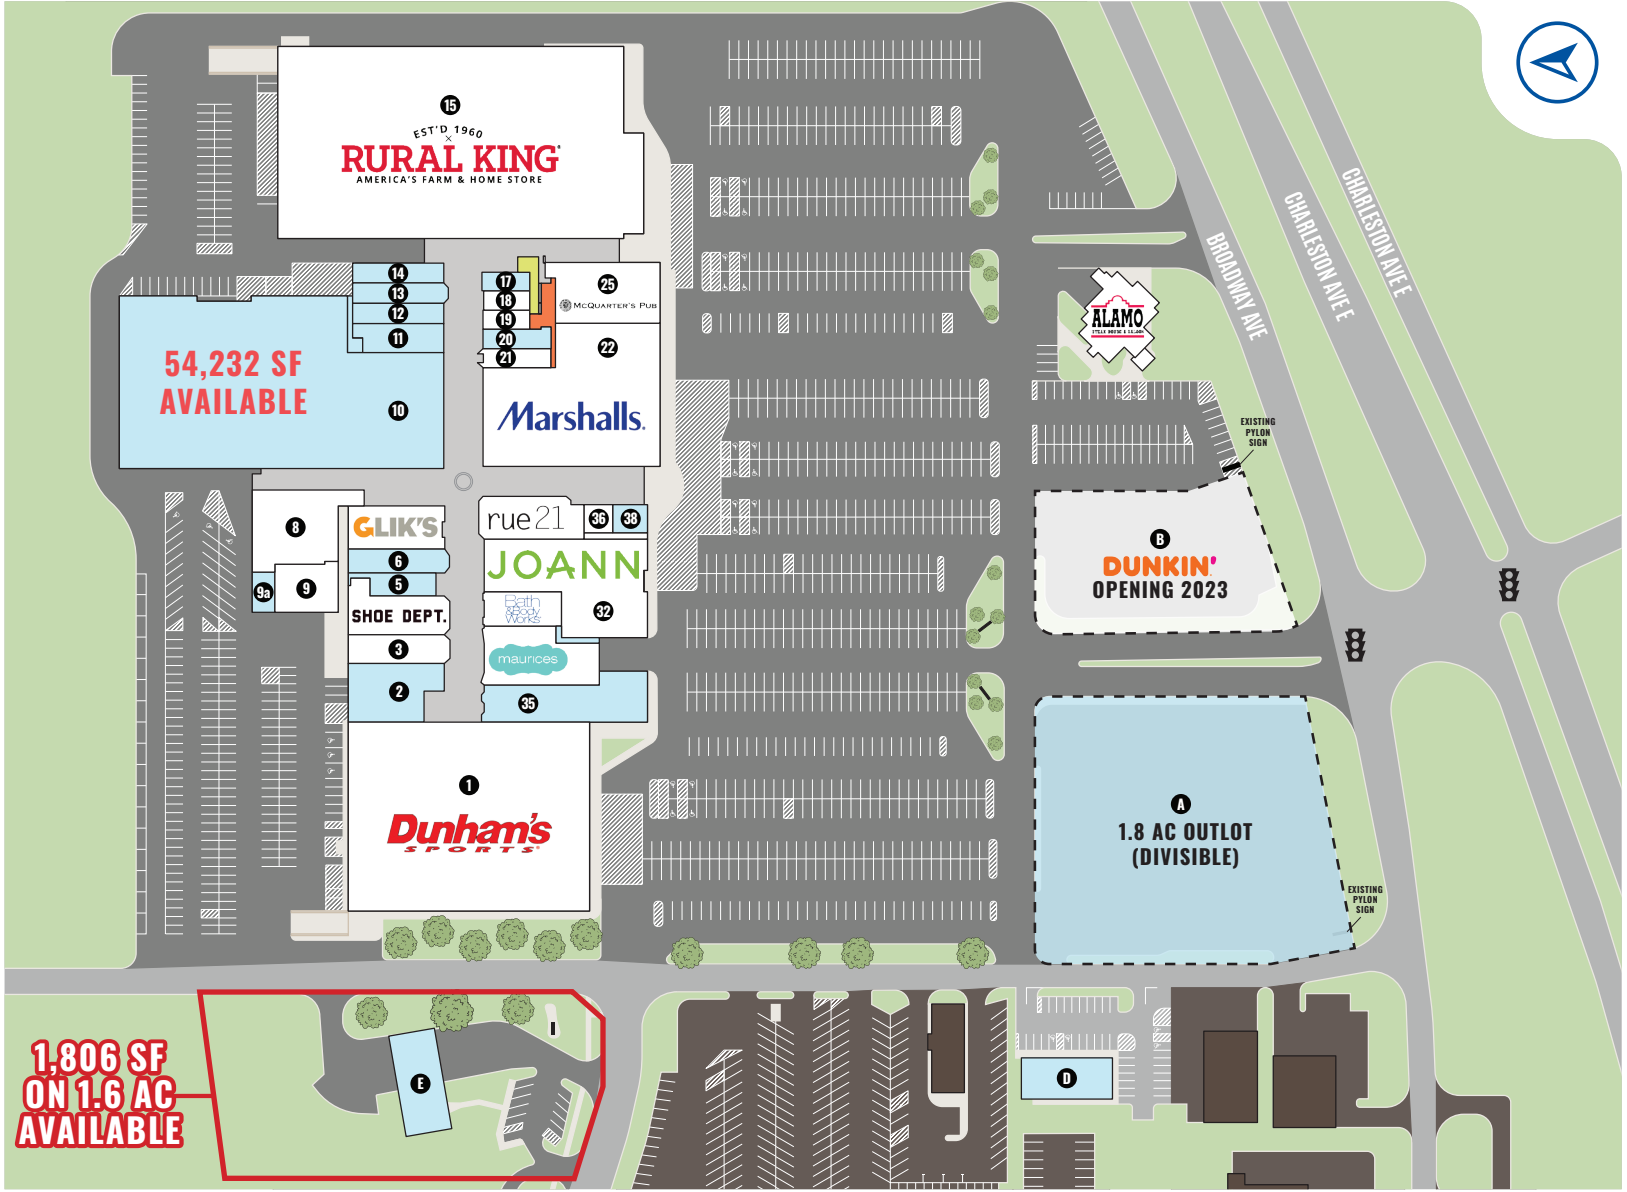 15
EST'D 1960
RURAL KING
AMERICA'S FARM & HOME STORE
14
13
12
11
54,232 SF
AVAILABLE
10
17
18
19
20
21
25
McQUARTER'S PUB
22
Marshalls.
BROADWAY AVE
CHARLESTON AVE E
CHARLESTON AVE E
ALAMO
STEAK HOUSE & SALOON
EXISTING
PYLON
SIGN
8
GLIK'S
6
5
9a
9
SHOE DEPT.
3
2
rue21
36
38
JOANN
Bath
& Body
Works
32
maurices
35
B
DUNKIN'
OPENING 2023
1
Dunham's
SPORTS
A
1.8 AC OUTLOT
(DIVISIBLE)
EXISTING
PYLON
SIGN
1,806 SF
ON 1.6 AC
AVAILABLE
E
D